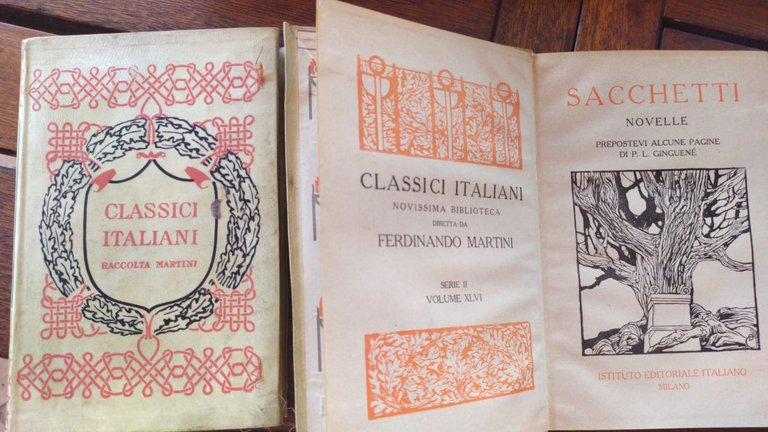 CLASSICI
ITALIANI
RACCOLTA MARTINI
CLASSICI ITALIANI
NOVISSIMA BIBLIOTECA
DIRETTA DA
FERDINANDO MARTINI
SERIE II
VOLUME XLVI
SACCHETTI
NOVELLE
PREPOSTEVI ALCUNE PAGINE
DI P. L. GINGUENÉ
ISTITUTO EDITORIALE ITALIANO
MILANO